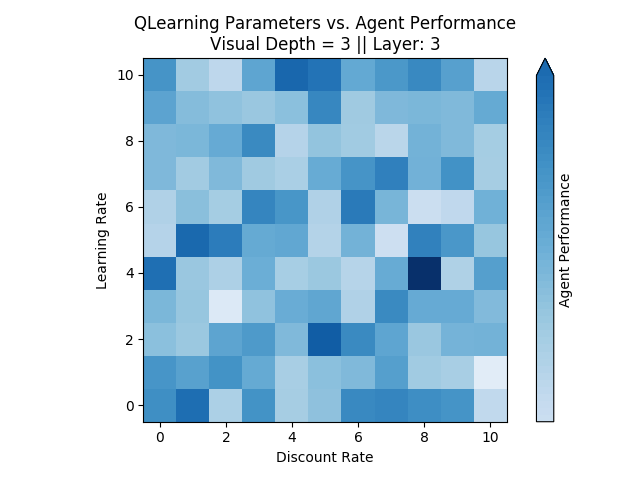 QLearning Parameters vs. Agent Performance
Visual Depth = 3 || Layer: 3
10
8
6
4
2
0
Learning Rate
0 2 4 6 8 10
Discount Rate
Agent Performance